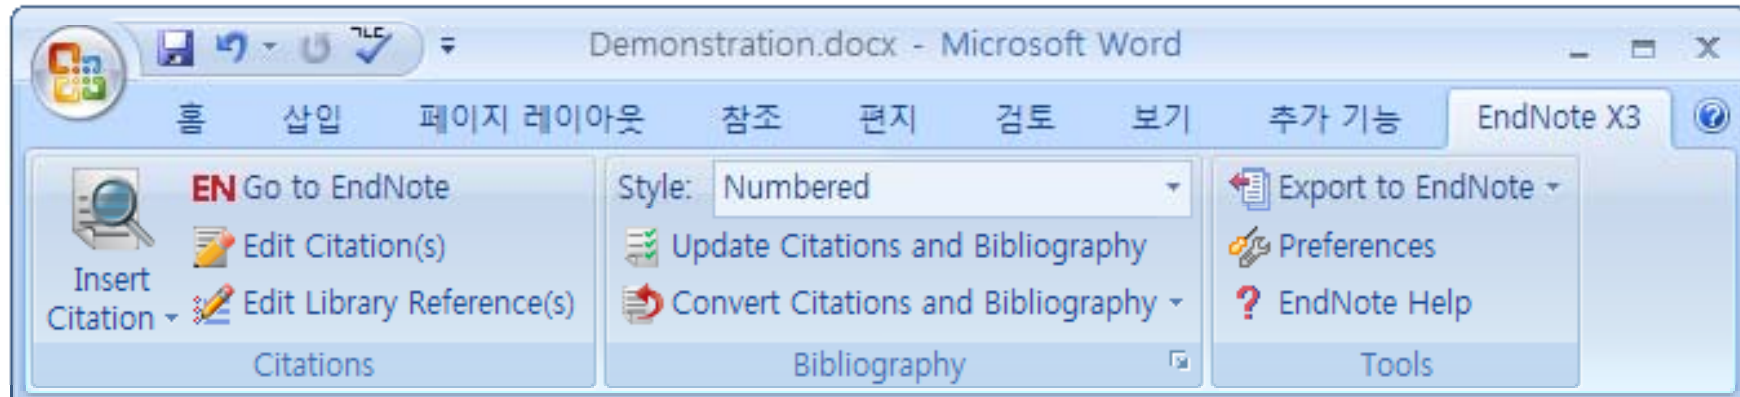 ㄱㄴㄷ
Demonstration.docx - Microsoft Word
홈 삽입 페이지 레이아웃 참조 편지 검토 보기 추가 기능 EndNote X3
Insert
Citation
EN Go to EndNote
Edit Citation(s)
Edit Library Reference(s)
Citations
Style: Numbered
Update Citations and Bibliography
Convert Citations and Bibliography
Bibliography
Export to EndNote
Preferences
? EndNote Help
Tools